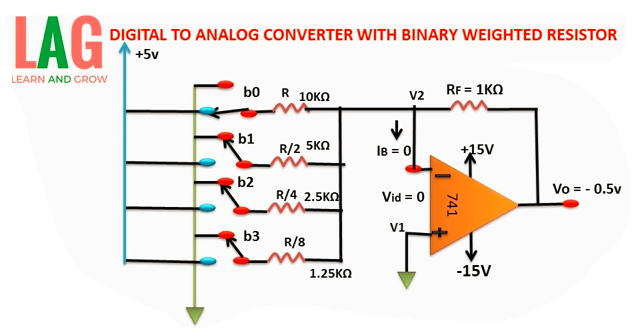 LAG
LEARN AND GROW
DIGITAL TO ANALOG CONVERTER WITH BINARY WEIGHTED RESISTOR
+5v
b0
R
10KΩ
V2
RF = 1KΩ
b1
R/2
5KΩ
IB = 0
+15V
b2
R/4
2.5KΩ
Vid = 0
741
Vo = - 0.5v
V1
b3
R/8
1.25KΩ
-15V